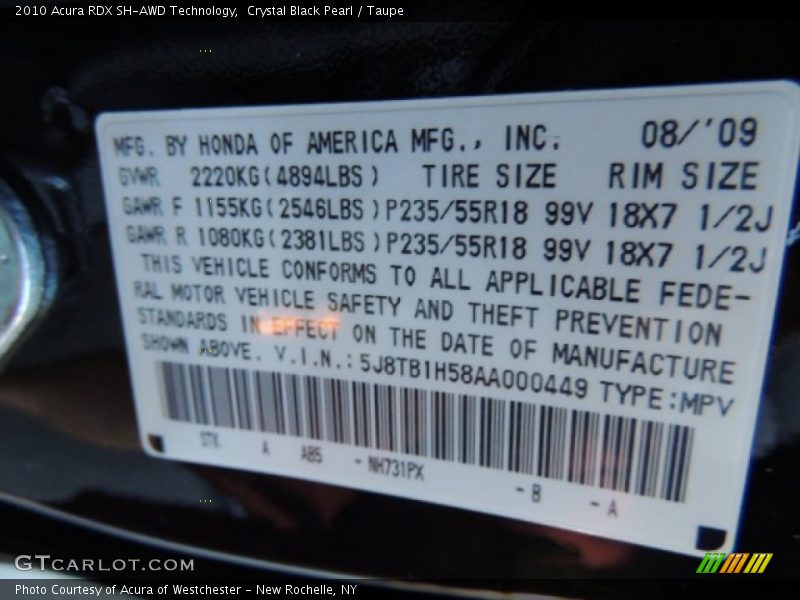 2010 Acura RDX SH-AWD Technology,  Crystal Black Pearl / Taupe
MFG. BY HONDA OF AMERICA MFG., INC. 08/'09
GVWR 2220KG(4894LBS) TIRE SIZE RIM SIZE
GAWR F 1155KG(2546LBS)P235/55R18 99V 18X7 1/2J
GAWR R 1080KG(2381LBS)P235/55R18 99V 18X7 1/2J
THIS VEHICLE CONFORMS TO ALL APPLICABLE FEDE-
RAL MOTOR VEHICLE SAFETY AND THEFT PREVENTION
STANDARDS IN EFFECT ON THE DATE OF MANUFACTURE
SHOWN ABOVE. V.I.N.: 5J8TB1H58AA000449 TYPE:MPV
STK A AB5 -NH731PX -B -A
GTCARLOT.COM
Photo Courtesy of Acura of Westchester - New Rochelle, NY